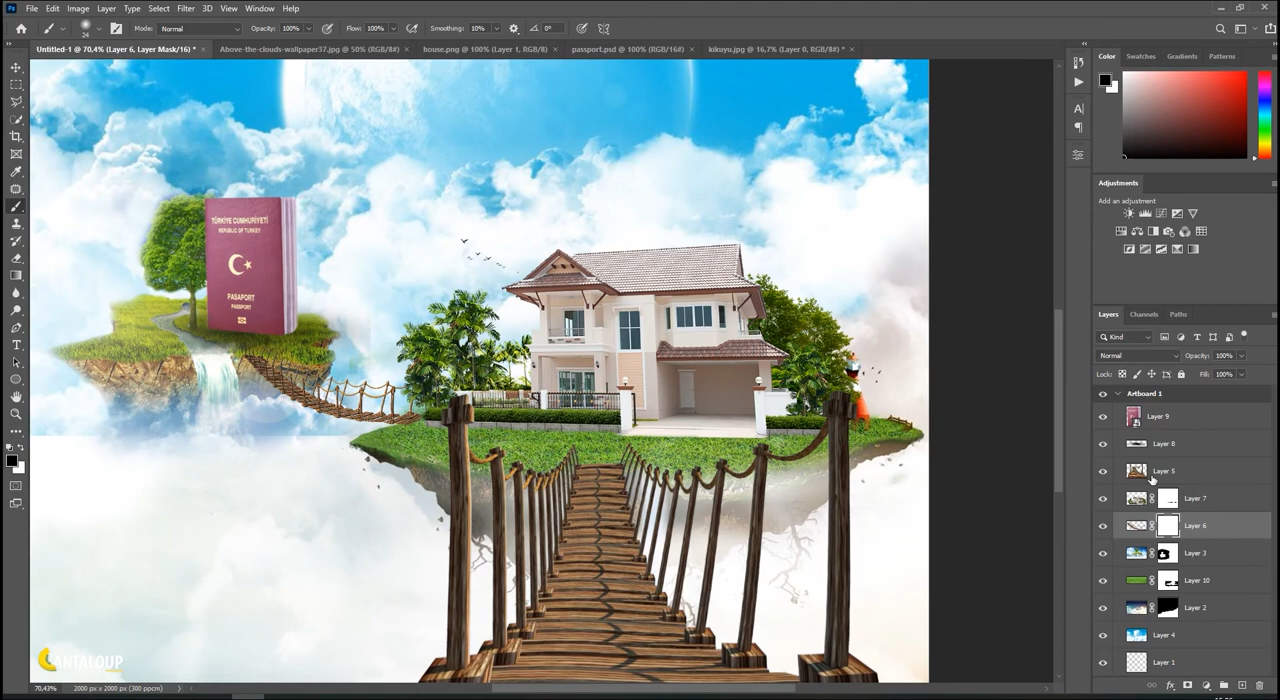 Ps File Edit Image Layer Type Select Filter 3D View Window Help
24 Mode: Normal Opacity: 100% Flow: 100% Smoothing: 10% 0°
Untitled-1 @ 70,4% (Layer 6, Layer Mask/16) * × Above-the-clouds-wallpaper37.jpg @ 50% (RGB/8#) × house.png @ 100% (Layer 1, RGB/8) × passport.psd @ 100% (RGB/16#) × kikuyu.jpg @ 16,7% (Layer 0, RGB/8#) * ×
Color Swatches Gradients Patterns
Adjustments
Add an adjustment
TÜRKİYE CUMHURİYETİ
REPUBLIC OF TURKEY
PASAPORT
PASSPORT
Layers Channels Paths
Kind
Normal Opacity: 100%
Lock: Fill: 100%
Artboard 1
Layer 9
Layer 8
Layer 5
Layer 7
Layer 6
Layer 3
Layer 10
Layer 2
Layer 4
Layer 1
CANTALOUP
70,43% 2000 px x 2000 px (300 ppcm)